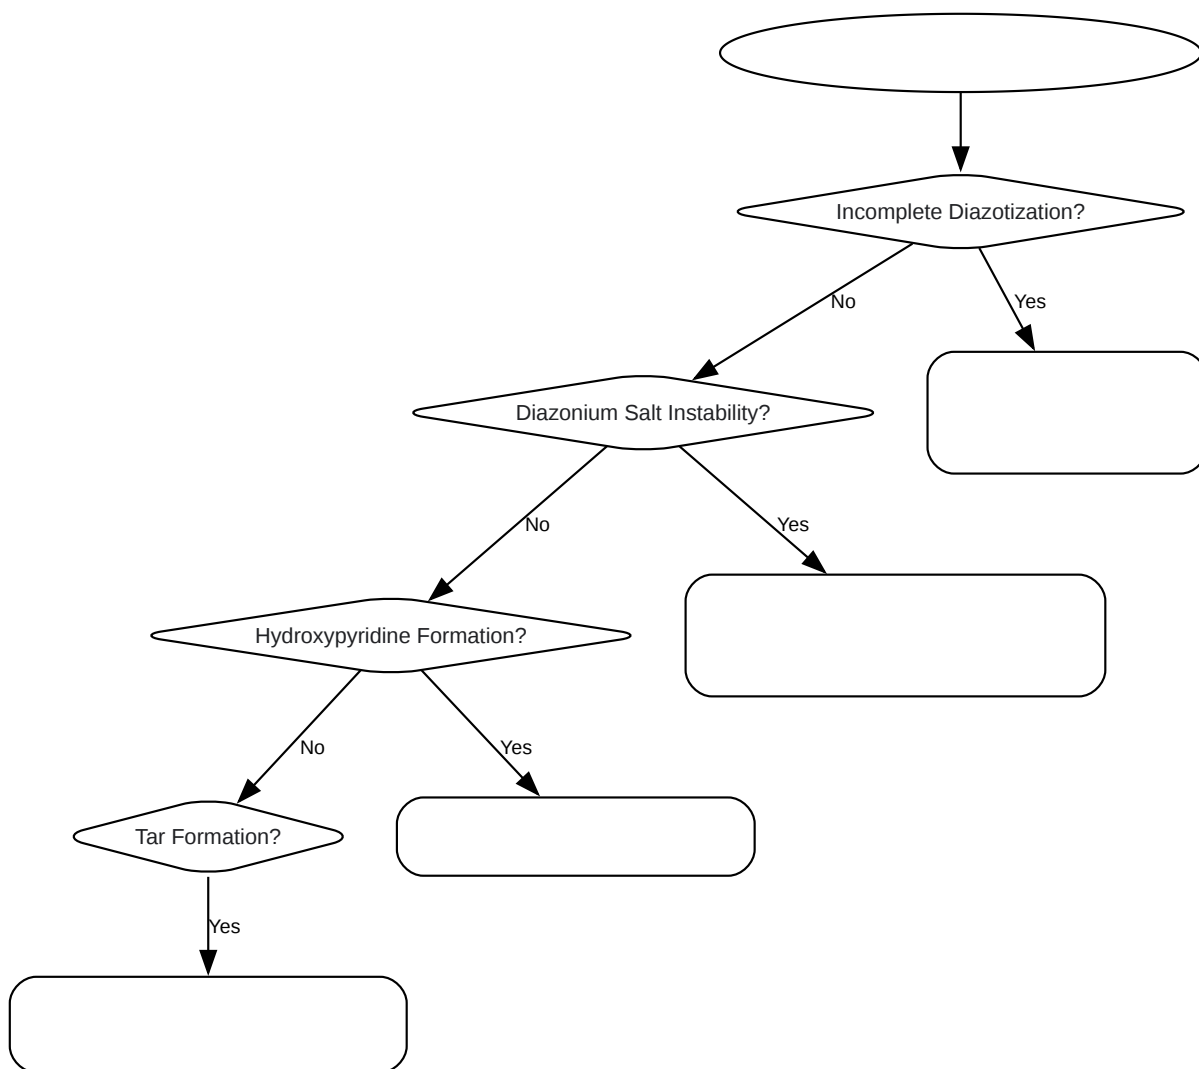 Incomplete Diazotization?
No
Yes
Diazonium Salt Instability?
No
Yes
Hydroxypyridine Formation?
No
Yes
Tar Formation?
Yes